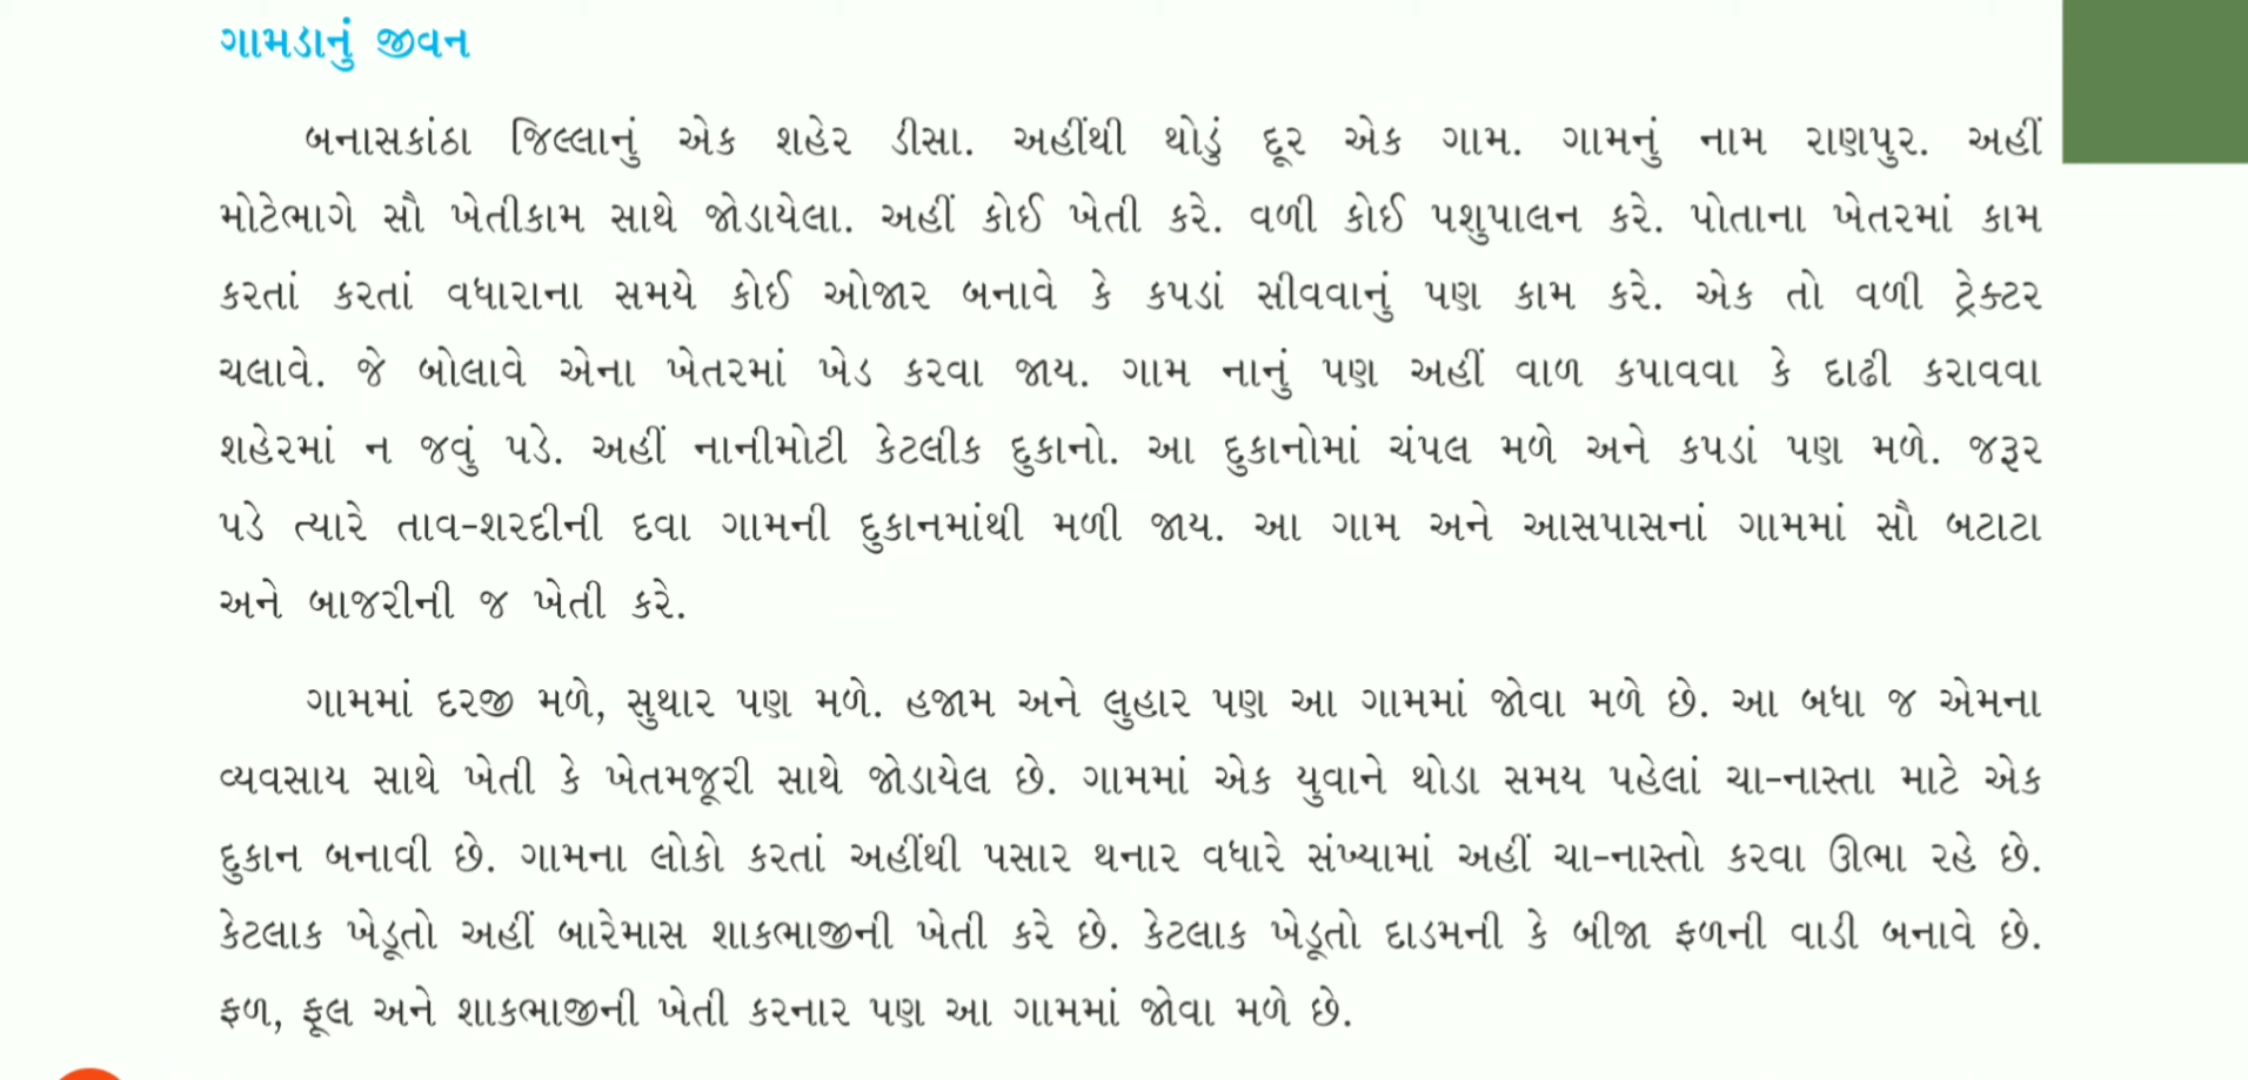 ગામડાનું જીવન
બનાસકાંઠા જિલ્લાનું એક શહેર ડીસા. અહીંથી થોડું દૂર એક ગામ. ગામનું નામ રાણપુર. અહીં
મોટેભાગે સૌ ખેતીકામ સાથે જોડાયેલા. અહીં કોઈ ખેતી કરે. વળી કોઈ પશુપાલન કરે. પોતાના ખેતરમાં કામ
કરતાં કરતાં વધારાના સમયે કોઈ ઓજાર બનાવે કે કપડાં સીવવાનું પણ કામ કરે. એક તો વળી ટ્રેક્ટર
ચલાવે. જે બોલાવે એના ખેતરમાં ખેડ કરવા જાય. ગામ નાનું પણ અહીં વાળ કપાવવા કે દાઢી કરાવવા
શહેરમાં ન જવું પડે. અહીં નાનીમોટી કેટલીક દુકાનો. આ દુકાનોમાં ચંપલ મળે અને કપડાં પણ મળે. જરૂર
પડે ત્યારે તાવ-શરદીની દવા ગામની દુકાનમાંથી મળી જાય. આ ગામ અને આસપાસનાં ગામમાં સૌ બટાટા
અને બાજરીની જ ખેતી કરે.
ગામમાં દરજી મળે, સુથાર પણ મળે. હજામ અને લુહાર પણ આ ગામમાં જોવા મળે છે. આ બધા જ એમના
વ્યવસાય સાથે ખેતી કે ખેતમજૂરી સાથે જોડાયેલ છે. ગામમાં એક યુવાને થોડા સમય પહેલાં ચા-નાસ્તા માટે એક
દુકાન બનાવી છે. ગામના લોકો કરતાં અહીંથી પસાર થનાર વધારે સંખ્યામાં અહીં ચા-નાસ્તો કરવા ઊભા રહે છે.
કેટલાક ખેડૂતો અહીં બારેમાસ શાકભાજીની ખેતી કરે છે. કેટલાક ખેડૂતો દાડમની કે બીજા ફળની વાડી બનાવે છે.
ફળ, ફૂલ અને શાકભાજીની ખેતી કરનાર પણ આ ગામમાં જોવા મળે છે.